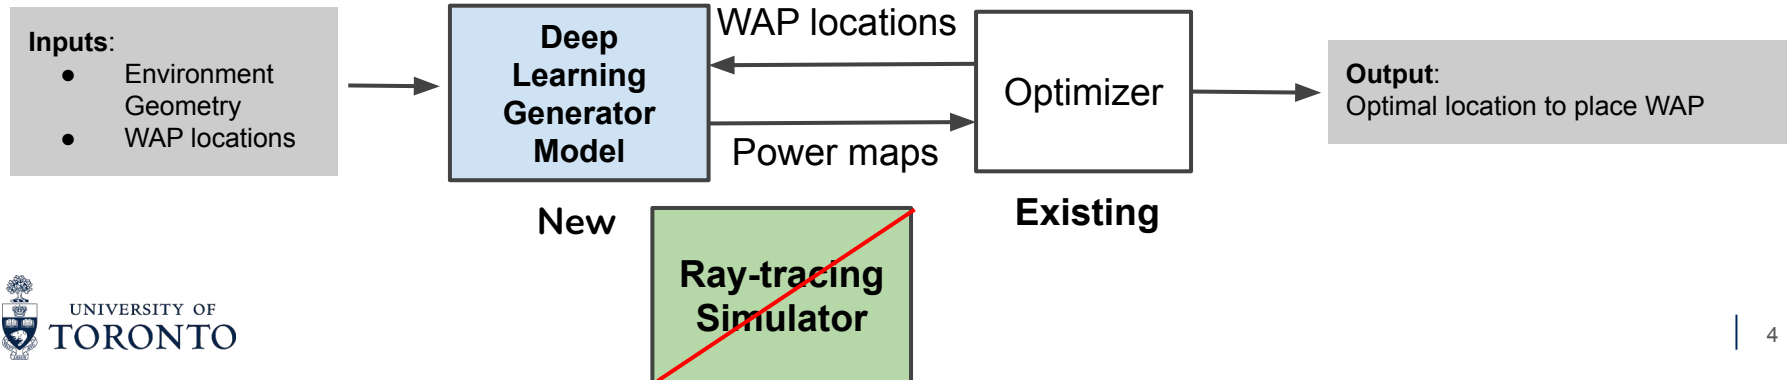 Inputs:
● Environment
Geometry
● WAP locations
Deep
Learning
Generator
Model
WAP locations
Power maps
Optimizer
Output:
Optimal location to place WAP
New
Existing
Ray-tracing
Simulator
UNIVERSITY OF
TORONTO
4